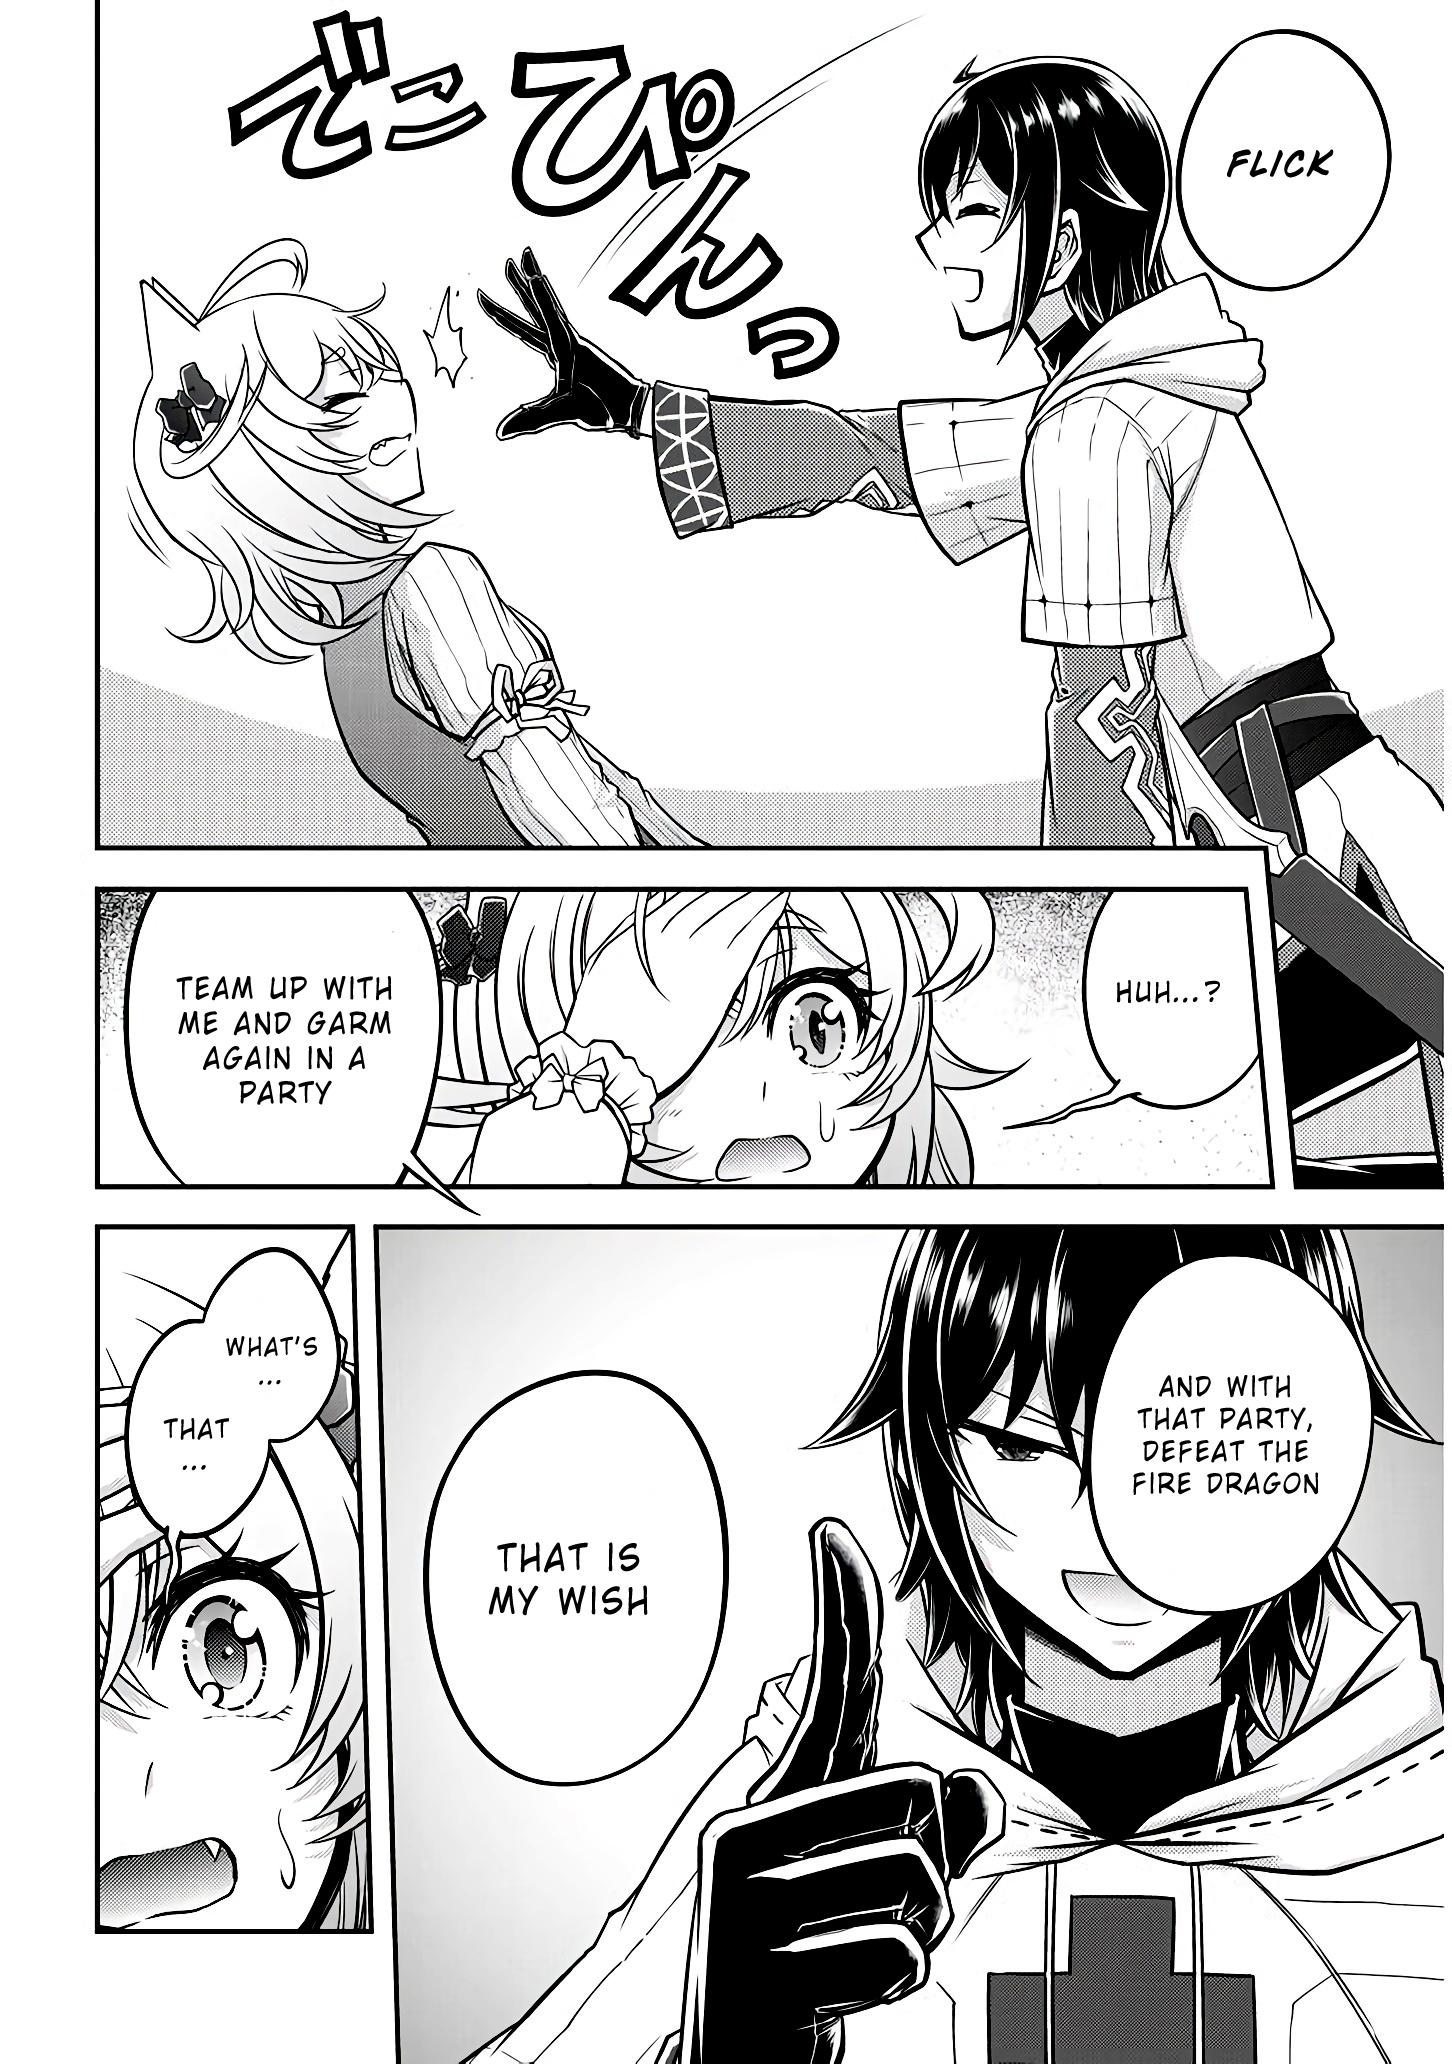 FLICK
でこぴんっ
HUH...?
TEAM UP WITH
ME AND GARM
AGAIN IN A
PARTY
AND WITH
THAT PARTY,
DEFEAT THE
FIRE DRAGON
THAT IS
MY WISH
WHAT'S
...
THAT
...